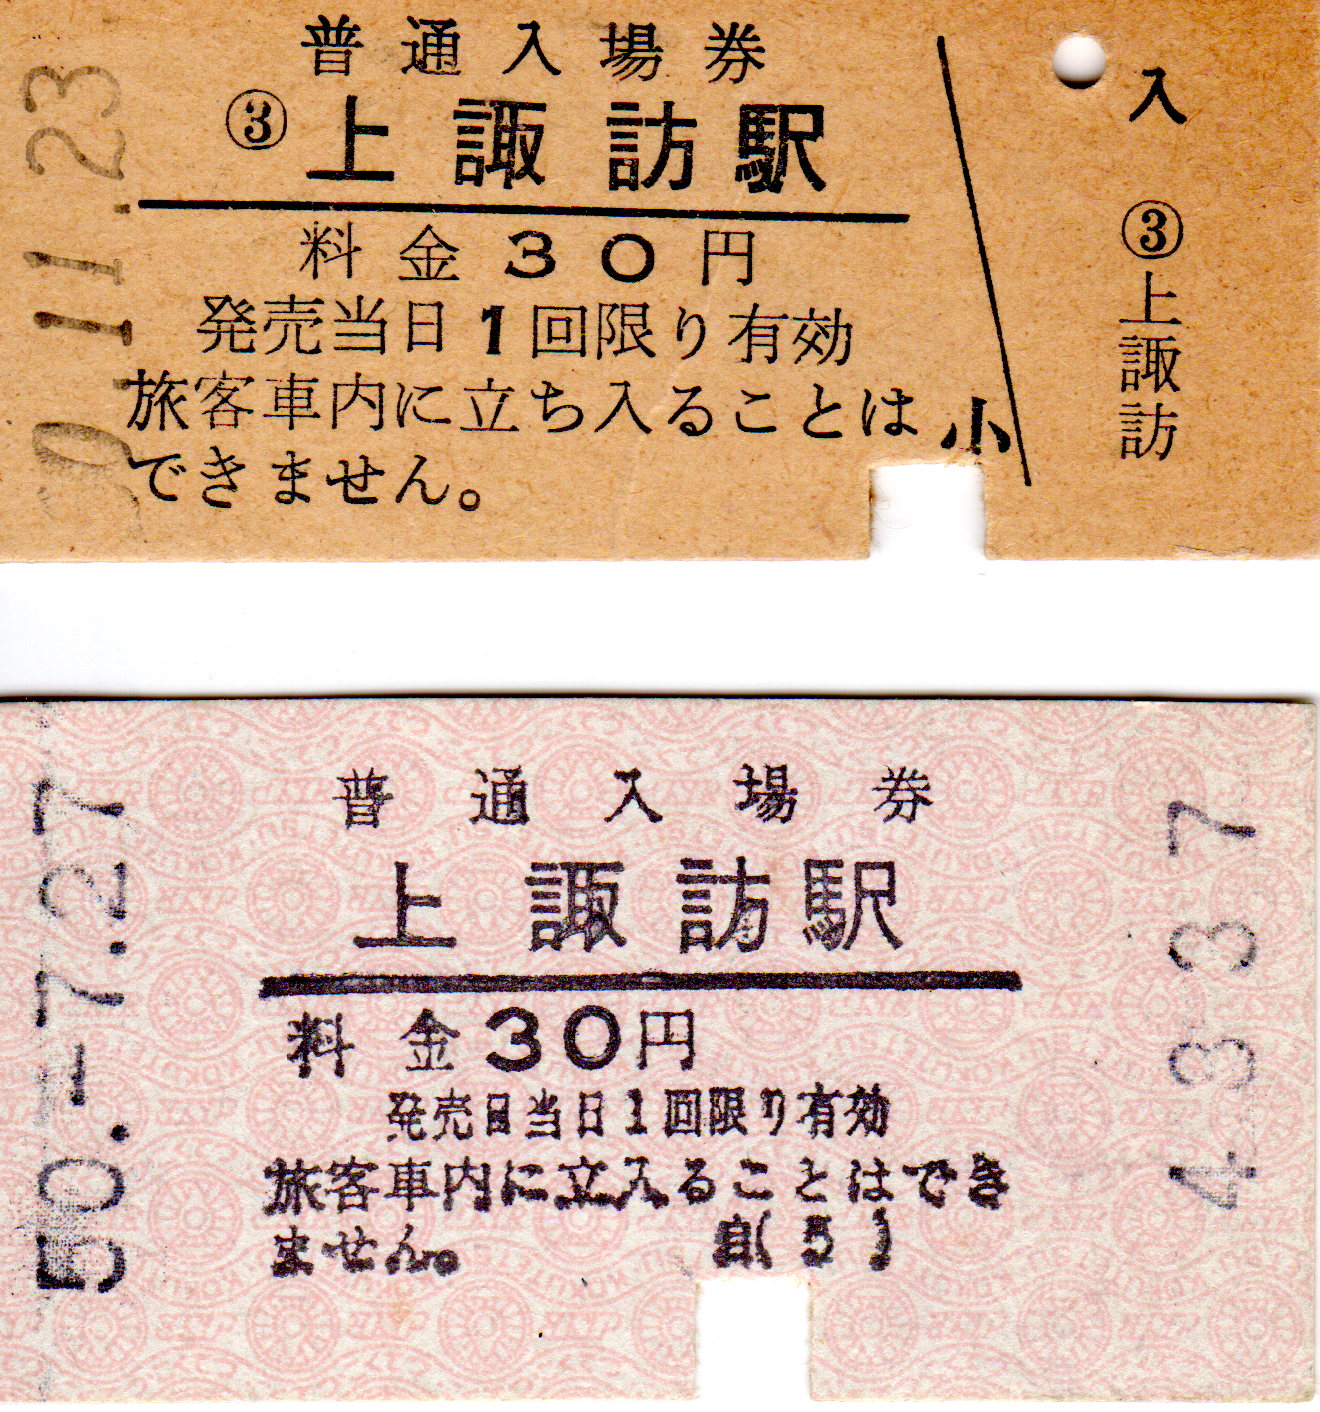 普通入場券
③上諏訪駅
料金30円
発売当日1回限り有効
旅客車内に立ち入ることは
できません。
小
入
③上諏訪
11.23
普通入場券
上諏訪駅
料金30円
発売日当日1回限り有効
旅客車内に立入ることはでき
ません。 自(5)
50.-7.27
4337